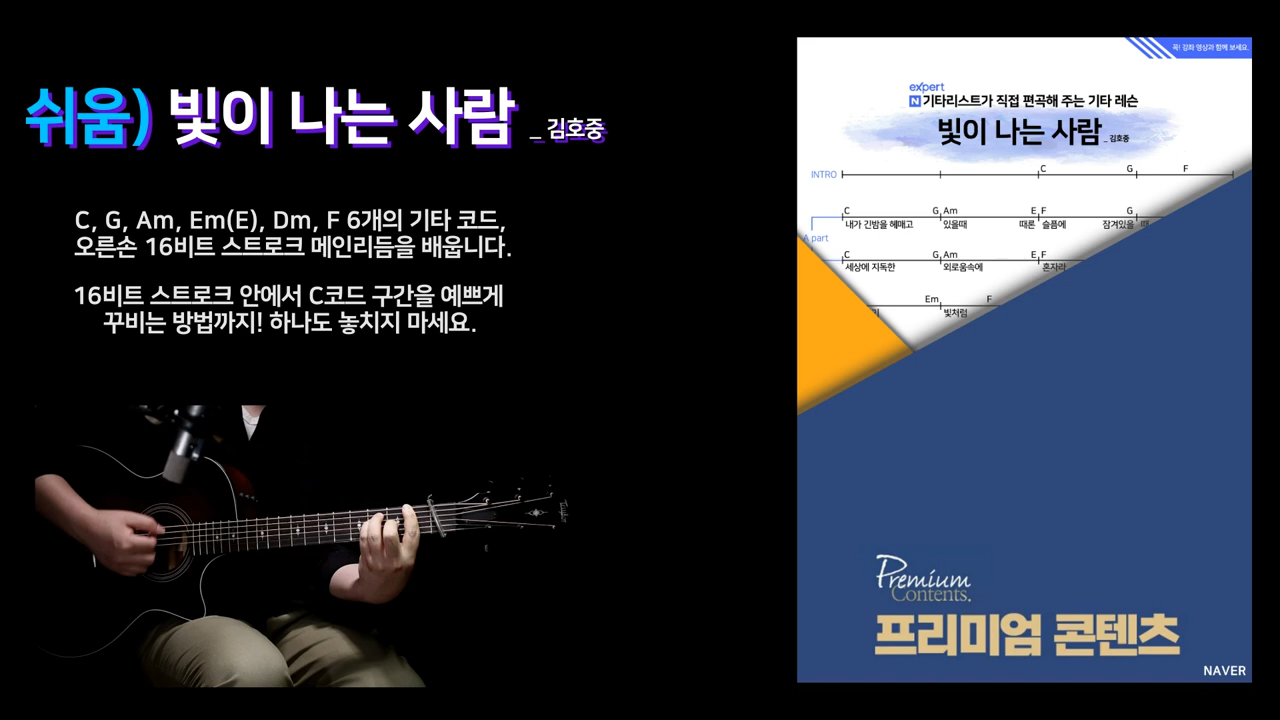 쉬움) 빛이 나는 사람 _ 김호중
C, G, Am, Em(E), Dm, F 6개의 기타 코드,
오른손 16비트 스트로크 메인리듬을 배웁니다.
16비트 스트로크 안에서 C코드 구간을 예쁘게
꾸비는 방법까지! 하나도 놓치지 마세요.
꼭! 강좌 영상과 함께 보세요.
expert
N 기타리스트가 직접 편곡해 주는 기타 레슨
빛이 나는 사람 _ 김호중
INTRO C G F
C G Am E F G
내가 긴밤을 헤매고 있을때 때론 슬픔에 잠겨있을 때
A part
C G Am E F
세상에 지독한 외로움속에 혼자라
Em F
빛처럼
Premium
Contents.
프리미엄 콘텐츠
NAVER